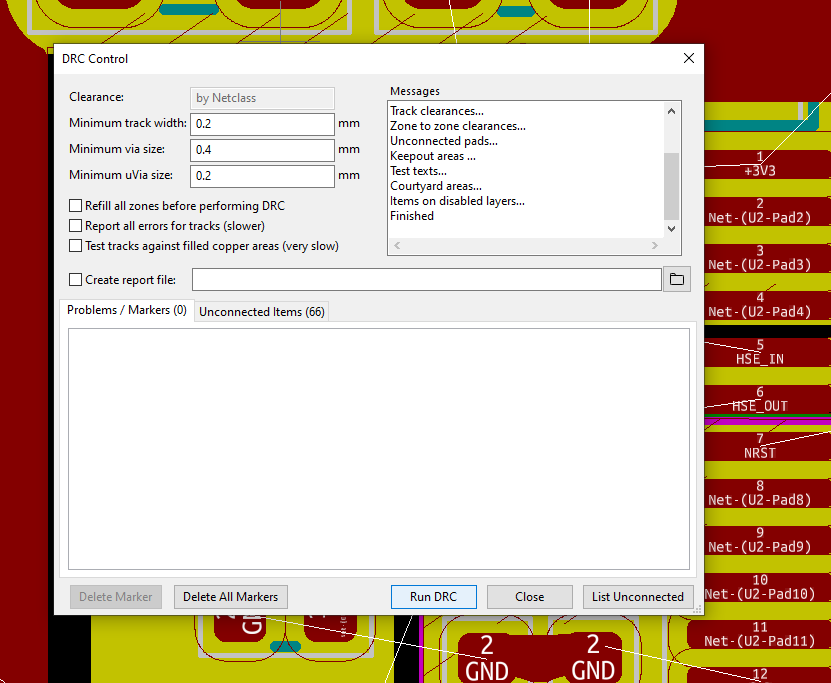 DRC Control
Clearance:
by Netclass
Minimum track width:
0.2
mm
Minimum via size:
0.4
mm
Minimum uVia size:
0.2
mm
Refill all zones before performing DRC
Report all errors for tracks (slower)
Test tracks against filled copper areas (very slow)
Messages
Track clearances...
Zone to zone clearances...
Unconnected pads...
Keepout areas ...
Test texts...
Courtyard areas...
Items on disabled layers...
Finished
Create report file:
Problems / Markers (0)
Unconnected Items (66)
Delete Marker
Delete All Markers
Run DRC
Close
List Unconnected
1
+3V3
2
Net-(U2-Pad2)
3
Net-(U2-Pad3)
4
Net-(U2-Pad4)
5
HSE_IN
6
HSE_OUT
7
NRST
8
Net-(U2-Pad8)
9
Net-(U2-Pad9)
10
Net-(U2-Pad10)
11
Net-(U2-Pad11)
12
2
GND
2
GND